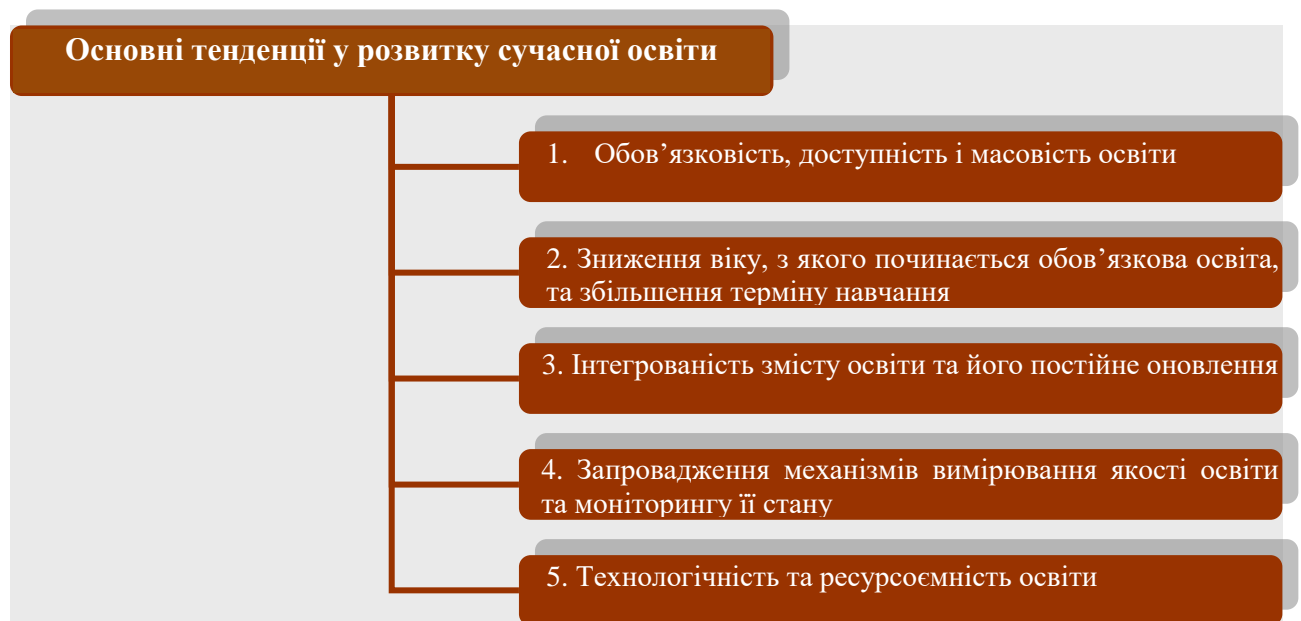 Основні тенденції у розвитку сучасної освіти
1. Обов’язковість, доступність і масовість освіти
2. Зниження віку, з якого починається обов’язкова освіта,
та збільшення терміну навчання
3. Інтегрованість змісту освіти та його постійне оновлення
4. Запровадження механізмів вимірювання якості освіти
та моніторингу її стану
5. Технологічність та ресурсоємність освіти